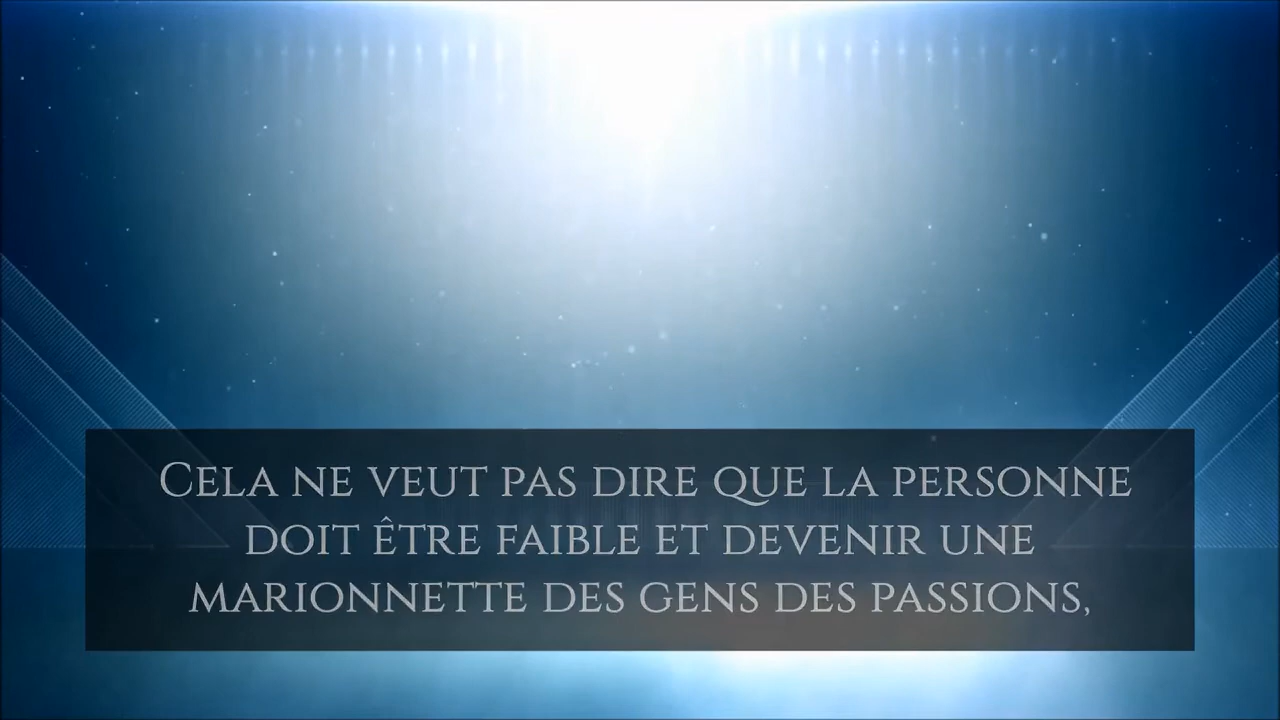 Cela ne veut pas dire que la personne
doit être faible et devenir une
marionnette des gens des passions,